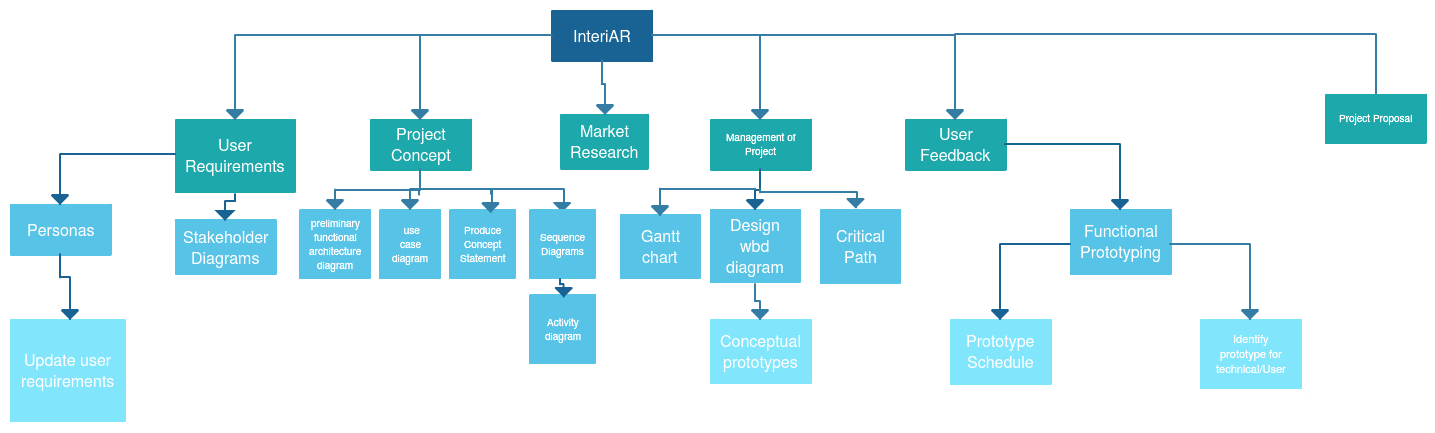 InteriAR
User
Requirements
Project
Concept
Market
Research
Management of
Project
User
Feedback
Project Proposal
Personas
Stakeholder
Diagrams
preliminary
functional
architecture
diagram
use
case
diagram
Produce
Concept
Statement
Sequence
Diagrams
Gantt
chart
Design
wbd
diagram
Critical
Path
Functional
Prototyping
Activity
diagram
Update user
requirements
Conceptual
prototypes
Prototype
Schedule
Identify
prototype for
technical/User